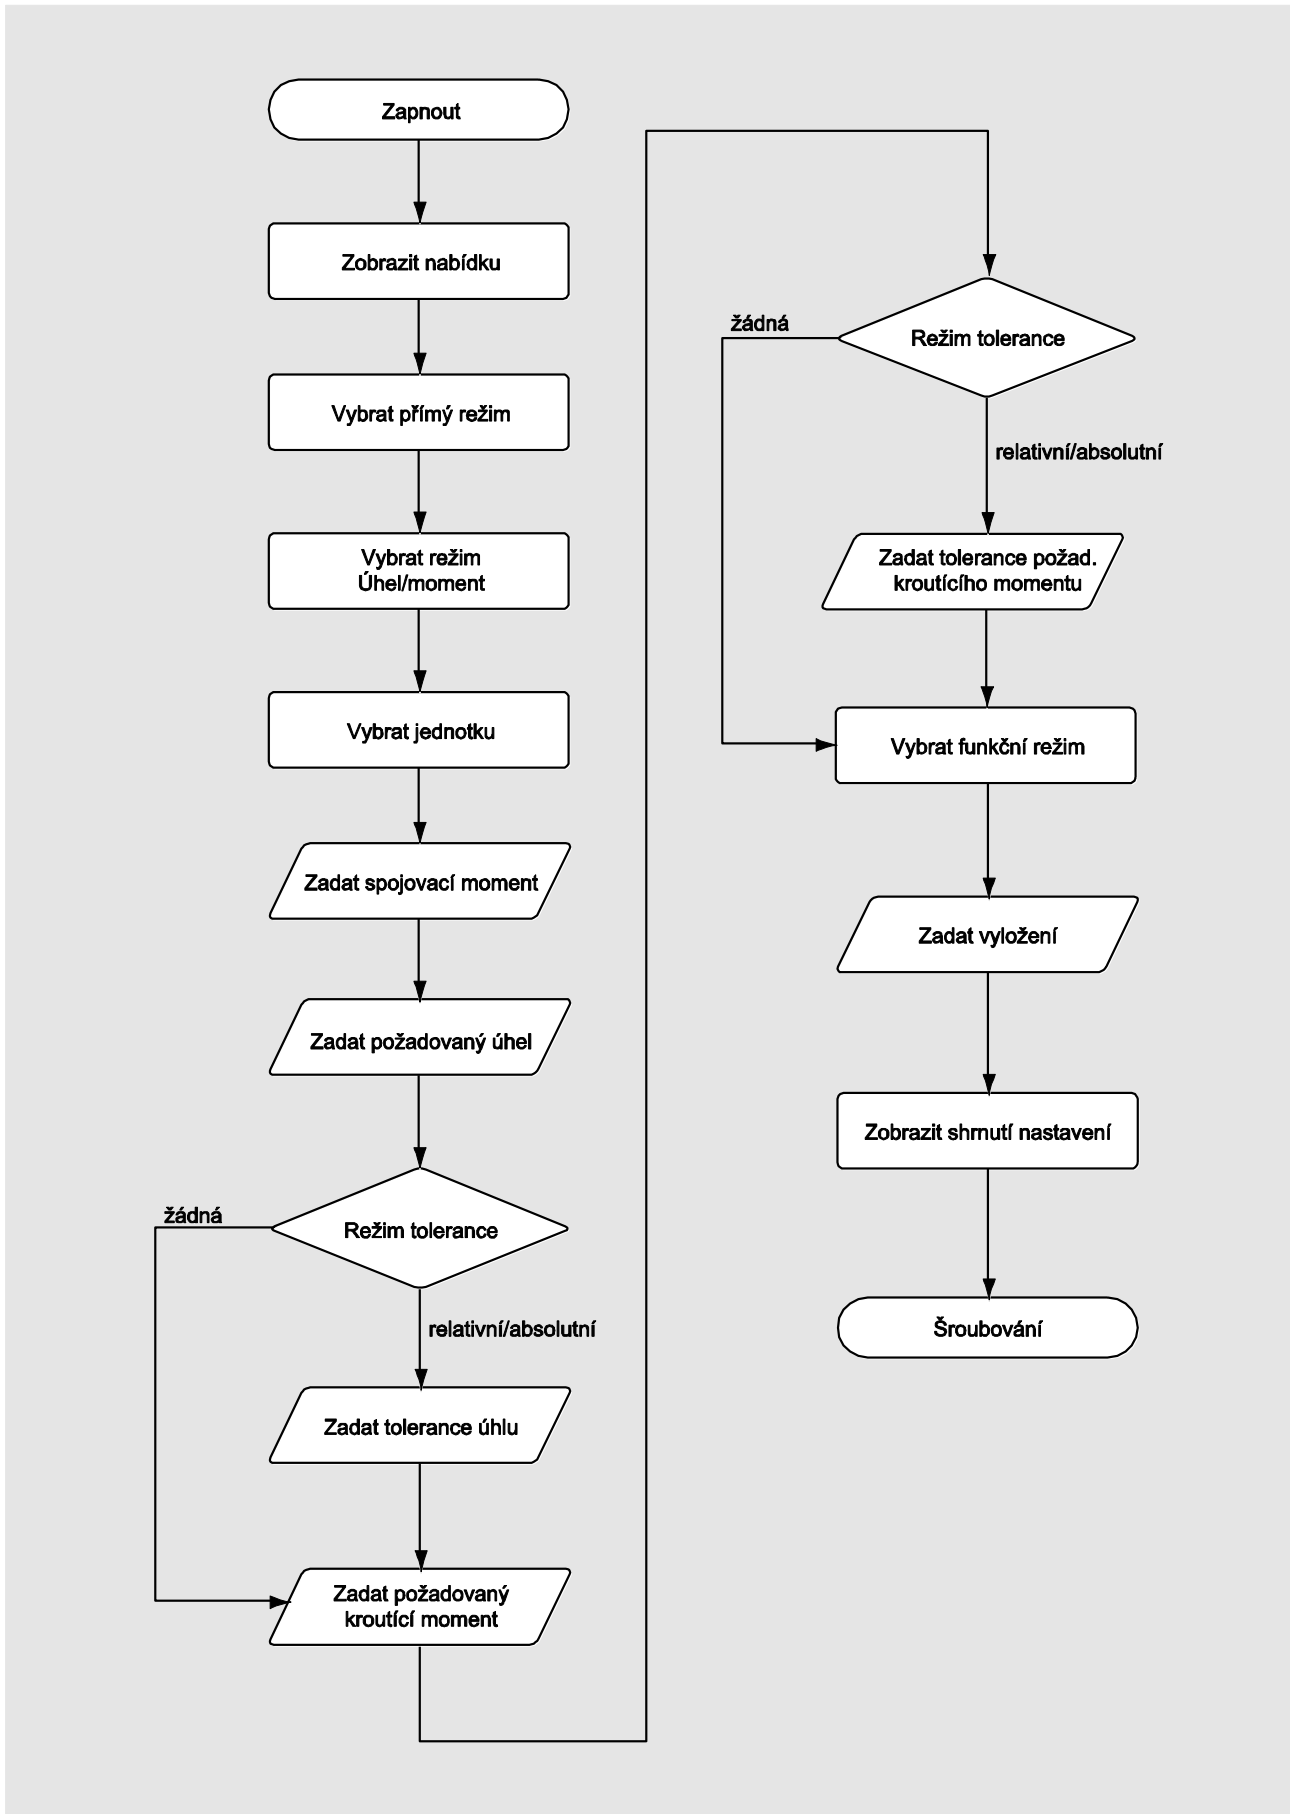 Zapnout
Zobrazit nabídku
Vybrat přímý režim
Vybrat režim
Úhel/moment
Vybrat jednotku
Zadat spojovací moment
Zadat požadovaný úhel
žádná
Režim tolerance
relativní/absolutní
Zadat tolerance úhlu
Zadat požadovaný
kroutící moment
žádná
Režim tolerance
relativní/absolutní
Zadat tolerance požad.
kroutícího momentu
Vybrat funkční režim
Zadat vyložení
Zobrazit shrnutí nastavení
Šroubování